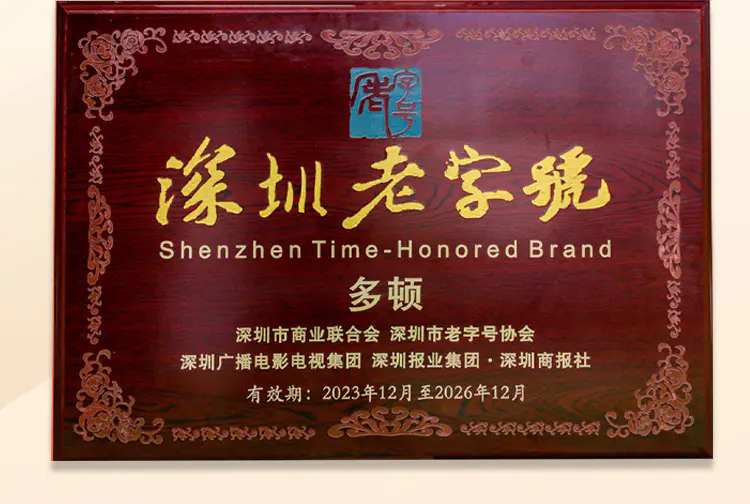 老字号
深圳老字號
Shenzhen Time-Honored Brand
多顿
深圳市商业联合会 深圳市老字号协会
深圳广播电影电视集团 深圳报业集团·深圳商报社
有效期：2023年12月至2026年12月